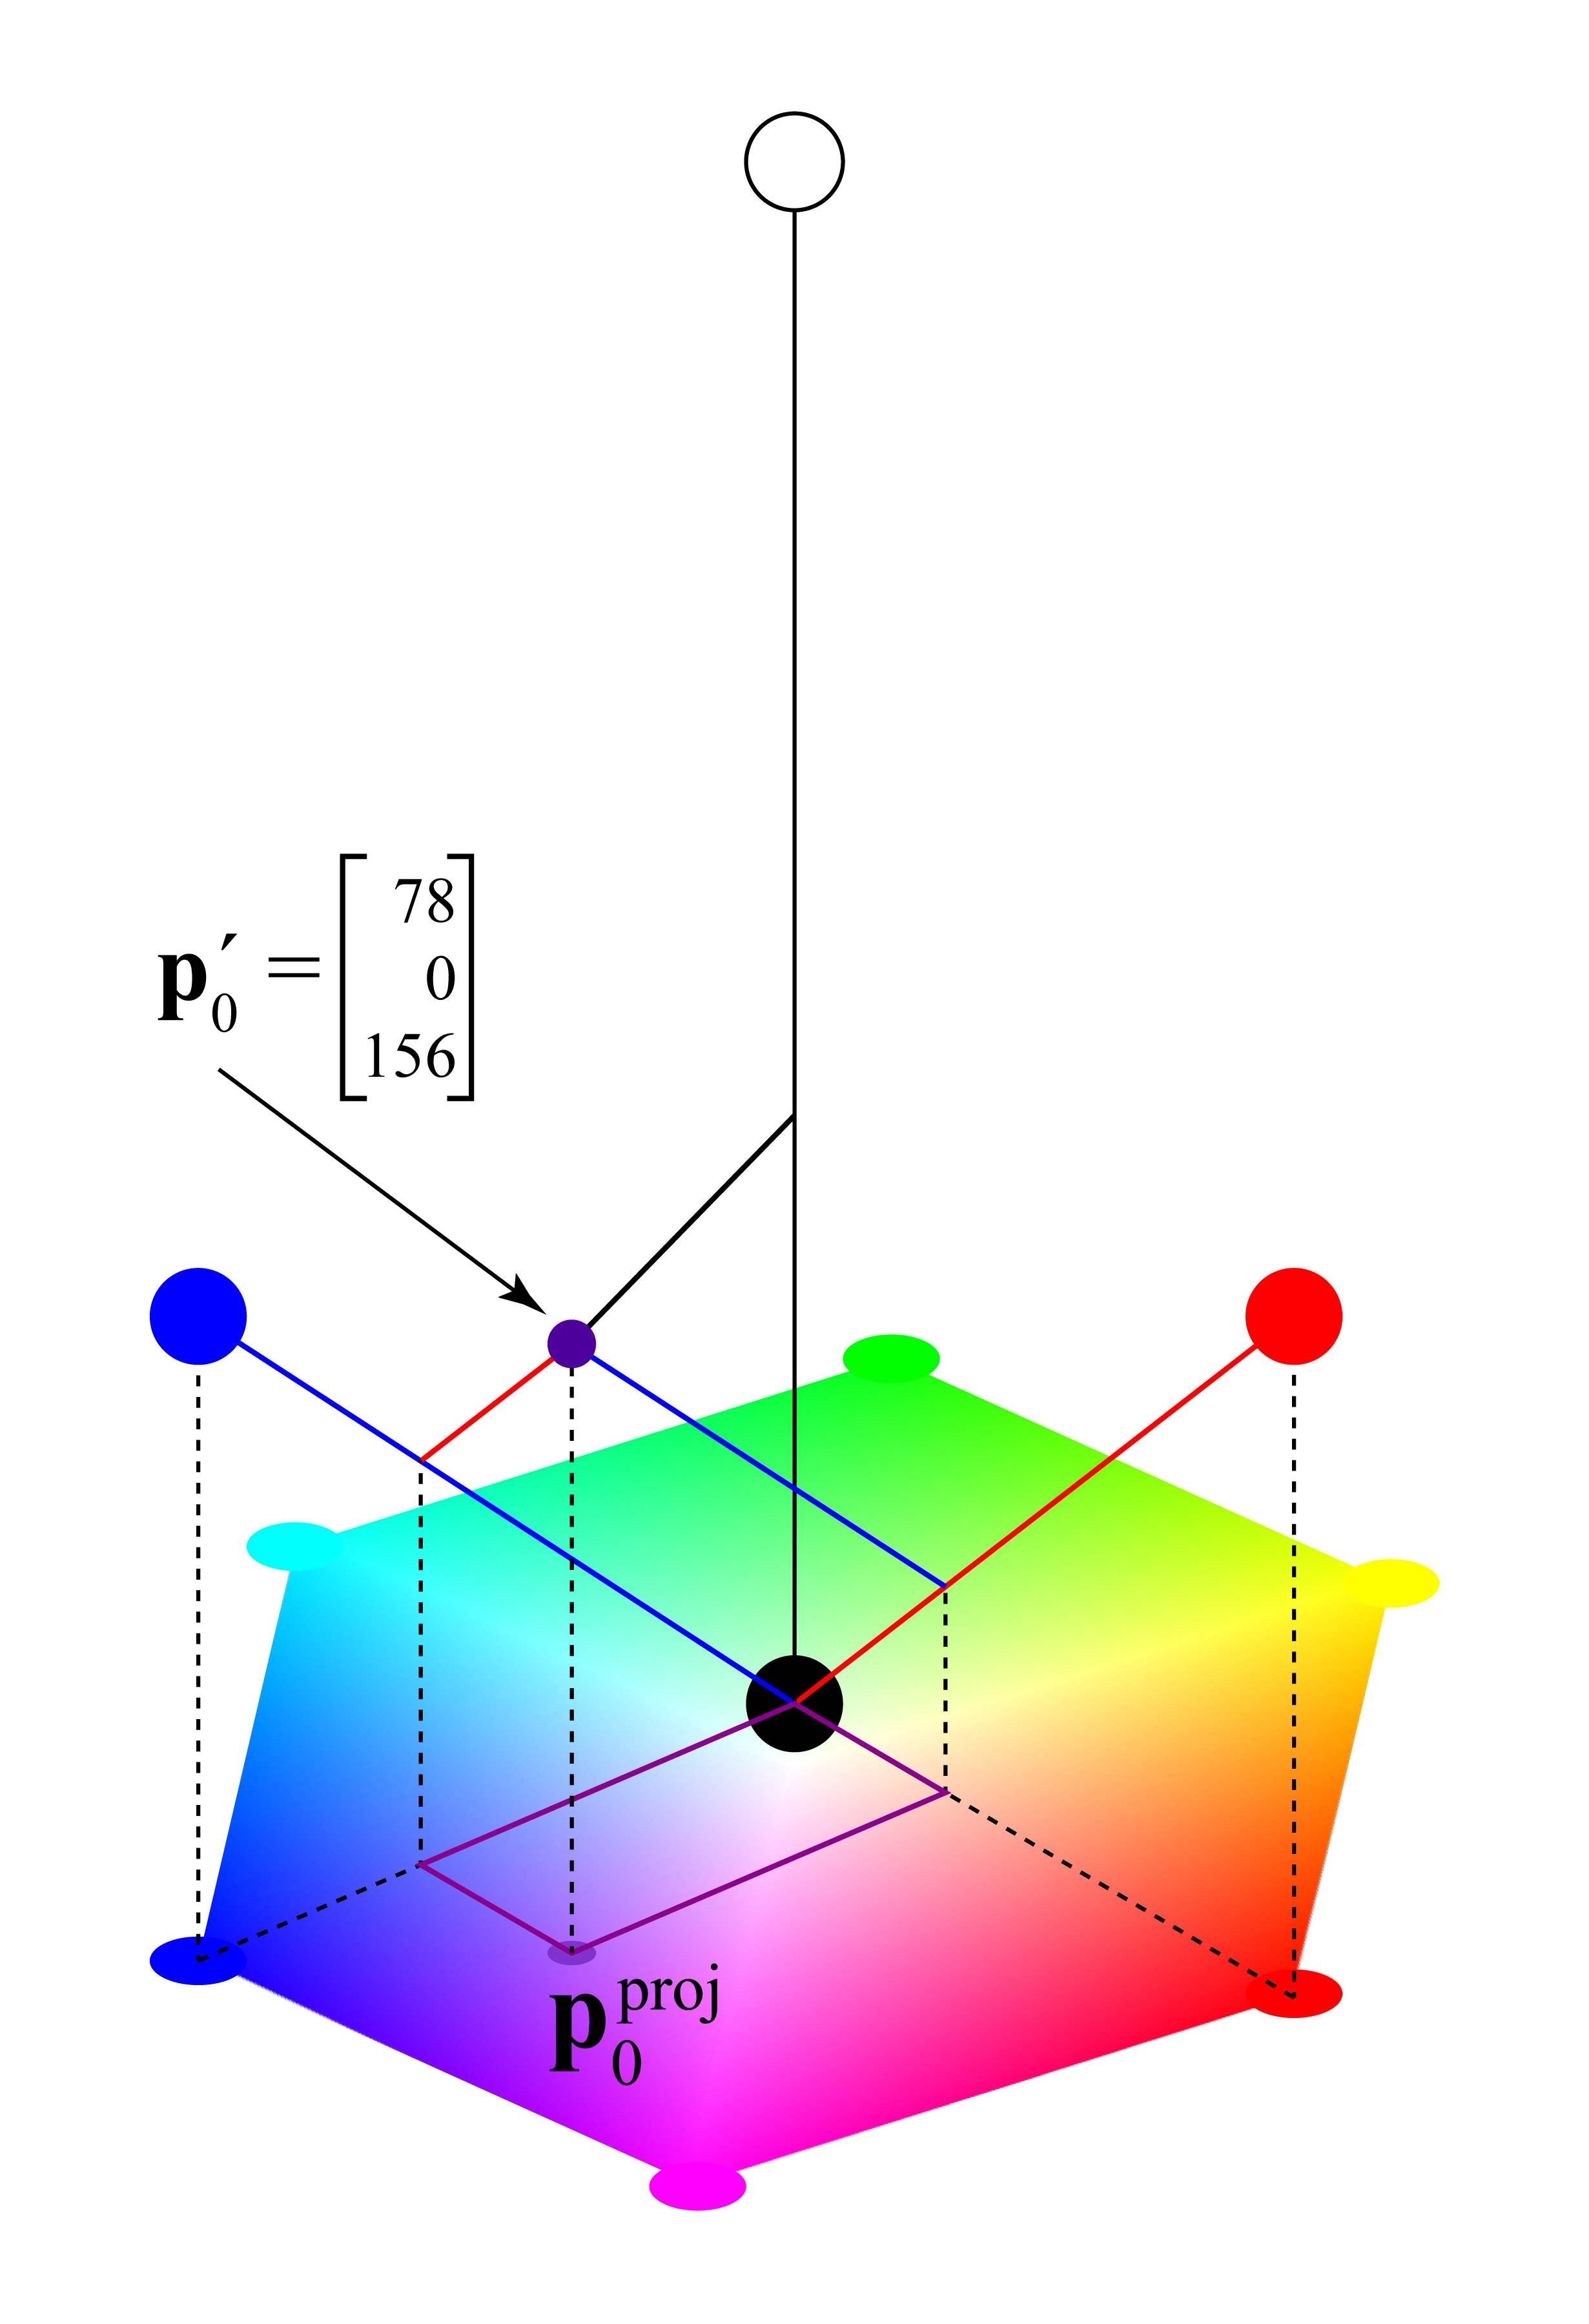 p′0 = [78
0
156]
p0proj